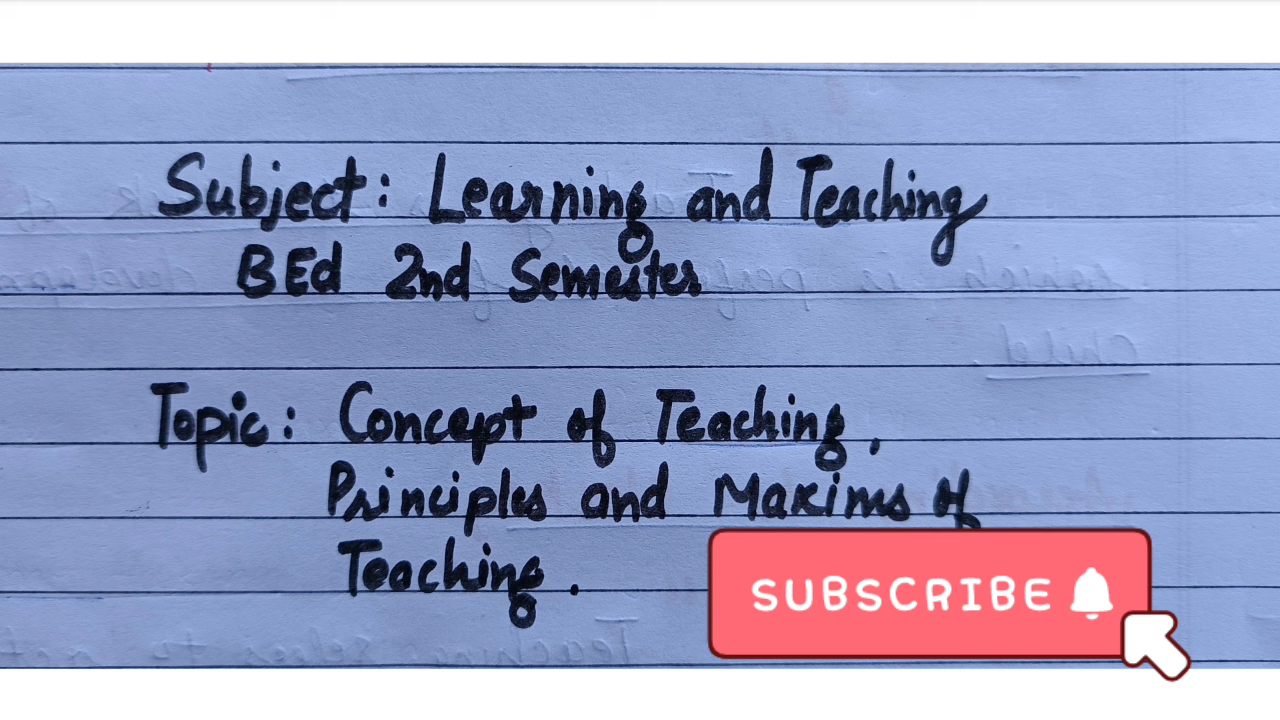 Subject: Learning and Teaching
BEd 2nd Semester
Topic: Concept of Teaching.
Principles and Maxims of
Teaching.
SUBSCRIBE